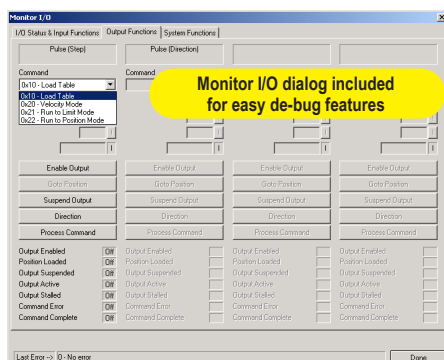 Monitor I/O
I/O Status & Input Functions Output Functions System Functions
Pulse (Step) Pulse (Direction)
Command Command
0x10 - Load Table
0x10 - Load Table
0x20 - Velocity Mode
0x21 - Run to Limit Mode
0x22 - Run to Position Mode
Monitor I/O dialog included
for easy de-bug features
Enable Output Enable Output Enable Output Enable Output
Goto Position Goto Position Goto Position Goto Position
Suspend Output Suspend Output Suspend Output Suspend Output
Direction Direction Direction Direction
Process Command Process Command Process Command Process Command
Output Enabled Off Output Enabled Output Enabled Output Enabled
Position Loaded Off Position Loaded Position Loaded Position Loaded
Output Suspended Off Output Suspended Output Suspended Output Suspended
Output Active Off Output Active Output Active Output Active
Output Stalled Off Output Stalled Output Stalled Output Stalled
Command Error Off Command Error Command Error Command Error
Command Complete Off Command Complete Command Complete Command Complete
Last Error --> 0 - No error Done